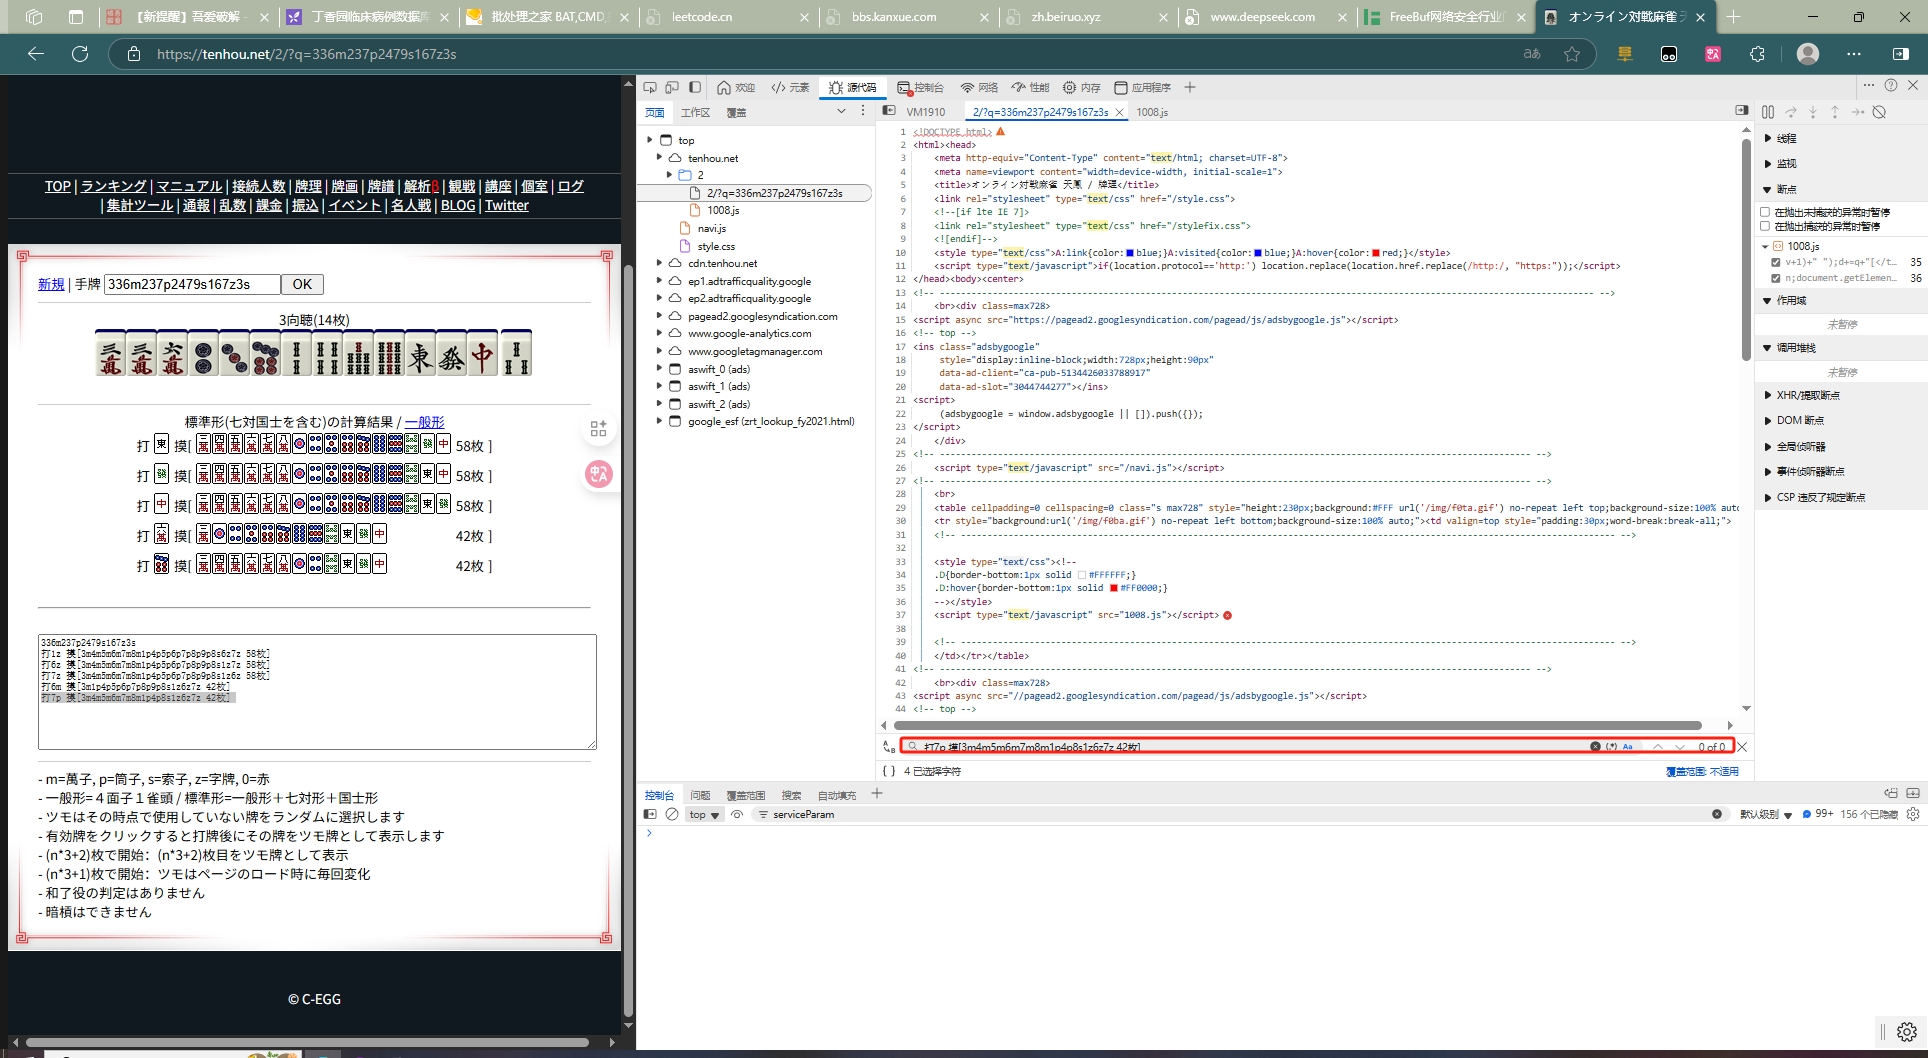 【新提醒】吾爱破解 -
丁香园临床病例数据库
批处理之家 BAT,CMD,
leetcode.cn
bbs.kanxue.com
zh.beiruo.xyz
www.deepseek.com
FreeBuf网络安全行业门
オンライン対戦麻雀 天
https://tenhou.net/2/?q=336m237p2479s167z3s
TOP | ランキング | マニュアル | 接続人数 | 牌理 | 牌画 | 牌譜 | 解析β | 観戦 | 講座 | 個室 | ログ
| 集計ツール | 通報 | 乱数 | 課金 | 振込 | イベント | 名人戦 | BLOG | Twitter
新規 | 手牌 336m237p2479s167z3s OK
3向聴(14枚)
標準形(七対国士を含む)の計算結果 / 一般形
打 東 摸[ 58枚 ]
打 發 摸[ 58枚 ]
打 中 摸[ 58枚 ]
打 摸[ 42枚 ]
打 摸[ 42枚 ]
336m237p2479s167z3s
打1z 摸[3m4m5m6m7m8m1p4p5p6p7p8p9p8s6z7z 58枚]
打6z 摸[3m4m5m6m7m8m1p4p5p6p7p8p9p8s1z7z 58枚]
打7z 摸[3m4m5m6m7m8m1p4p5p6p7p8p9p8s1z6z 58枚]
打6m 摸[3m1p4p5p6p7p8p9p8s1z6z7z 42枚]
打7p 摸[3m4m5m6m7m8m1p4p8s1z6z7z 42枚]
- m=萬子, p=筒子, s=索子, z=字牌, 0=赤
- 一般形=４面子１雀頭 / 標準形=一般形＋七対形＋国士形
- ツモはその時点で使用していない牌をランダムに選択します
- 有効牌をクリックすると打牌後にその牌をツモ牌として表示します
- (n*3+2)枚で開始：(n*3+2)枚目をツモ牌として表示
- (n*3+1)枚で開始：ツモはページのロード時に毎回変化
- 和了役の判定はありません
- 暗槓はできません
© C-EGG
欢迎 元素 源代码 控制台 网络 性能 内存 应用程序
页面 工作区 覆盖
top
tenhou.net
2
2/?q=336m237p2479s167z3s
1008.js
navi.js
style.css
cdn.tenhou.net
ep1.adtrafficquality.google
ep2.adtrafficquality.google
pagead2.googlesyndication.com
www.google-analytics.com
www.googletagmanager.com
aswift_0 (ads)
aswift_1 (ads)
aswift_2 (ads)
google_esf (zrt_lookup_fy2021.html)
VM1910 2/?q=336m237p2479s167z3s 1008.js
1 <!DOCTYPE html>
2 <html><head>
3 <meta http-equiv="Content-Type" content="text/html; charset=UTF-8">
4 <meta name=viewport content="width=device-width, initial-scale=1">
5 <title>オンライン対戦麻雀 天鳳 / 牌理</title>
6 <link rel="stylesheet" type="text/css" href="/style.css">
7 <!--[if lte IE 7]>
8 <link rel="stylesheet" type="text/css" href="/stylefix.css">
9 <![endif]-->
10 <style type="text/css">A:link{color:blue;}A:visited{color:blue;}A:hover{color:red;}</style>
11 <script type="text/javascript">if(location.protocol=='http:') location.replace(location.href.replace(/http:/, "https:"));</script>
12 </head><body><center>
13 <!-- -->
14 <br><div class=max728>
15 <script async src="https://pagead2.googlesyndication.com/pagead/js/adsbygoogle.js"></script>
16 <!-- top -->
17 <ins class="adsbygoogle"
18 style="display:inline-block;width:728px;height:90px"
19 data-ad-client="ca-pub-5134426033788917"
20 data-ad-slot="3044744277"></ins>
21 <script>
22 (adsbygoogle = window.adsbygoogle || []).push({});
23 </script>
24 </div>
25 <!-- -->
26 <script type="text/javascript" src="/navi.js"></script>
27 <!-- -->
28 <br>
29 <table cellpadding=0 cellspacing=0 class="s max728" style="height:230px;background:#FFF url('/img/f0ta.gif') no-repeat left top;background-size:100% auto
30 <tr style="background:url('/img/f0ba.gif') no-repeat left bottom;background-size:100% auto;"><td valign=top style="padding:30px;word-break:break-all;">
31 <!-- -->
32
33 <style type="text/css"><!--
34 .D{border-bottom:1px solid #FFFFFF;}
35 .D:hover{border-bottom:1px solid #FF0000;}
36 --></style>
37 <script type="text/javascript" src="1008.js"></script>
38
39 <!-- -->
40 </td></tr></table>
41 <!-- -->
42 <br><div class=max728>
43 <script async src="//pagead2.googlesyndication.com/pagead/js/adsbygoogle.js"></script>
44 <!-- top -->
打7p 摸[3m4m5m6m7m8m1p4p8s1z6z7z 42枚] Aa 0 of 0
{ } 4 已选择字符 覆盖范围: 不适用
控制台 问题 覆盖范围 搜索 自动填充
top serviceParam 默认级别 99+ 156 个已隐藏
线程
监视
断点
在抛出未捕获的异常时暂停
在抛出捕获的异常时暂停
1008.js
v+1)+" ");d+=q+"[</t… 35
n;document.getElemen… 36
作用域
未暂停
调用堆栈
未暂停
XHR/提取断点
DOM 断点
全局侦听器
事件侦听器断点
CSP 违反了规定断点